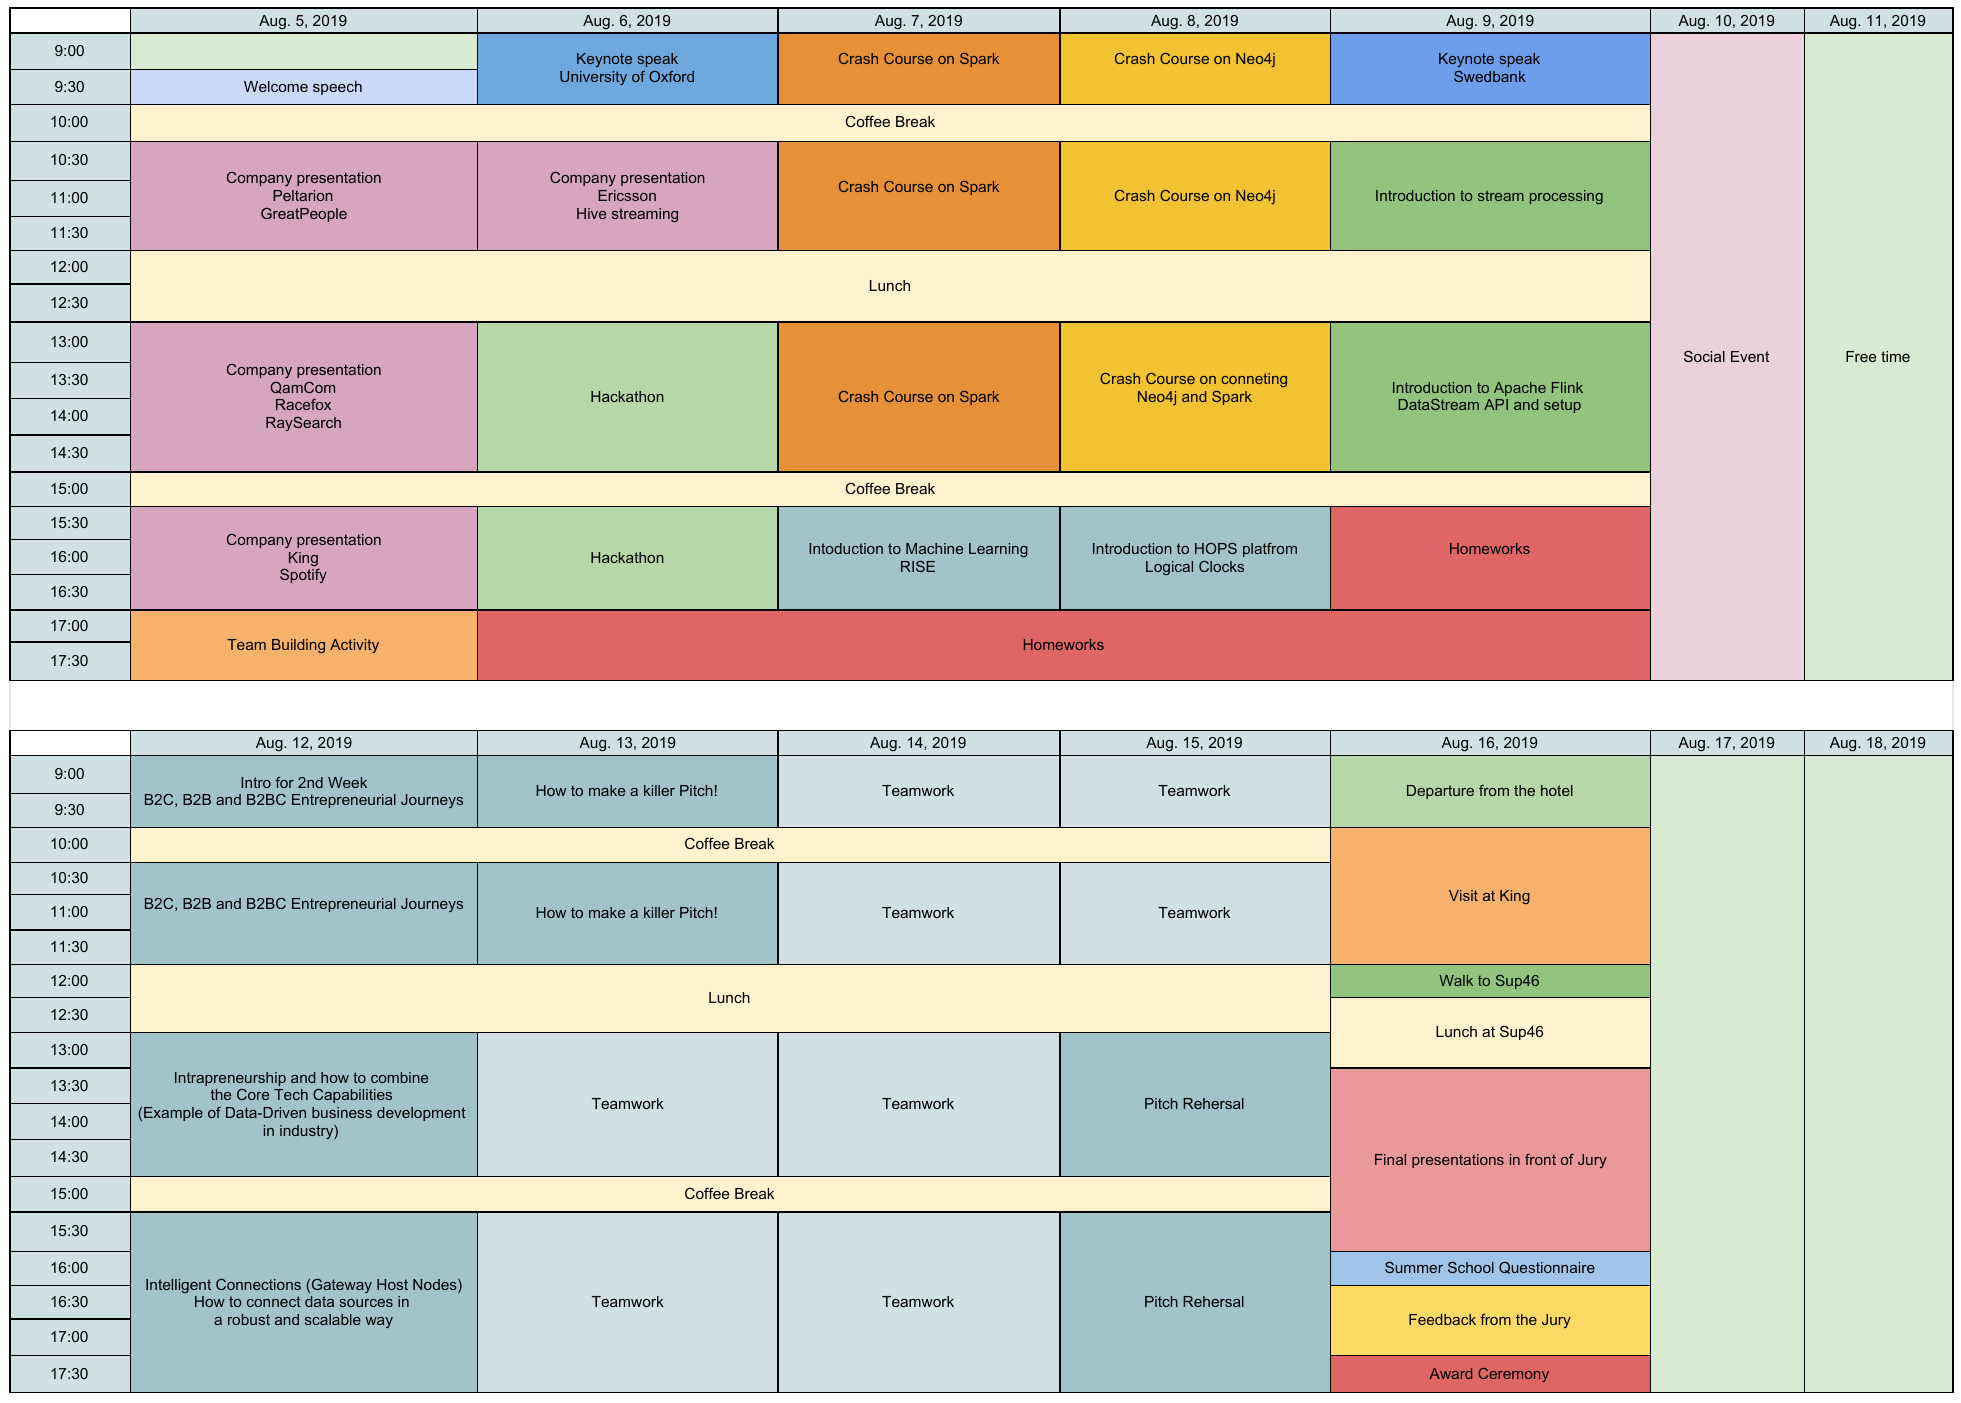 Aug. 5, 2019
Aug. 6, 2019
Aug. 7, 2019
Aug. 8, 2019
Aug. 9, 2019
Aug. 10, 2019
Aug. 11, 2019
9:00
Keynote speak
University of Oxford
Crash Course on Spark
Crash Course on Neo4j
Keynote speak
Swedbank
9:30
Welcome speech
10:00
Coffee Break
10:30
Company presentation
Peltarion
GreatPeople
Company presentation
Ericsson
Hive streaming
Crash Course on Spark
Crash Course on Neo4j
Introduction to stream processing
11:00
11:30
12:00
Lunch
12:30
13:00
Company presentation
QamCom
Racefox
RaySearch
Hackathon
Crash Course on Spark
Crash Course on conneting
Neo4j and Spark
Introduction to Apache Flink
DataStream API and setup
Social Event
Free time
13:30
14:00
14:30
15:00
Coffee Break
15:30
Company presentation
King
Spotify
Hackathon
Intoduction to Machine Learning
RISE
Introduction to HOPS platfrom
Logical Clocks
Homeworks
16:00
16:30
17:00
Team Building Activity
Homeworks
17:30
Aug. 12, 2019
Aug. 13, 2019
Aug. 14, 2019
Aug. 15, 2019
Aug. 16, 2019
Aug. 17, 2019
Aug. 18, 2019
9:00
Intro for 2nd Week
B2C, B2B and B2BC Entrepreneurial Journeys
How to make a killer Pitch!
Teamwork
Teamwork
Departure from the hotel
9:30
10:00
Coffee Break
Visit at King
10:30
B2C, B2B and B2BC Entrepreneurial Journeys
How to make a killer Pitch!
Teamwork
Teamwork
11:00
11:30
12:00
Lunch
Walk to Sup46
12:30
Lunch at Sup46
13:00
Intrapreneurship and how to combine
the Core Tech Capabilities
(Example of Data-Driven business development
in industry)
Teamwork
Teamwork
Pitch Rehersal
13:30
Final presentations in front of Jury
14:00
14:30
15:00
Coffee Break
15:30
Intelligent Connections (Gateway Host Nodes)
How to connect data sources in
a robust and scalable way
Teamwork
Teamwork
Pitch Rehersal
16:00
Summer School Questionnaire
16:30
Feedback from the Jury
17:00
17:30
Award Ceremony